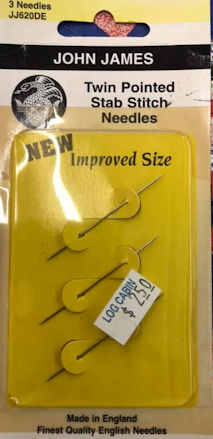 3 Needles
JJ620DE
JOHN JAMES
Twin Pointed
Stab Stitch
Needles
NEW
Improved Size
LOG CABIN
$ 2.50
Made in England
Finest Quality English Needles